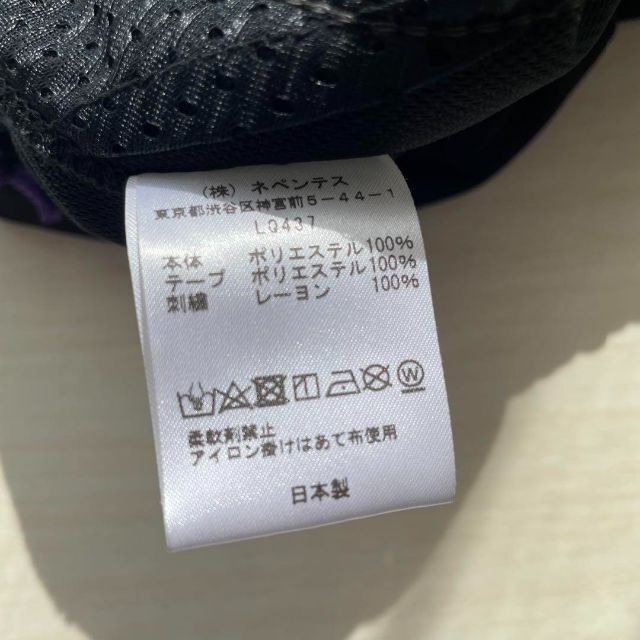 （株）ネペンテス
東京都渋谷区神宮前5-44-1
LQ437
本体 ポリエステル100%
テープ ポリエステル100%
刺繍 レーヨン 100%
W
柔軟剤禁止
アイロン掛けはあて布使用
日本製